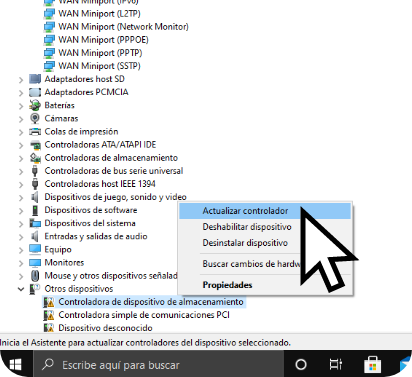 WAN Miniport (IPv6)
WAN Miniport (L2TP)
WAN Miniport (Network Monitor)
WAN Miniport (PPPOE)
WAN Miniport (PPTP)
WAN Miniport (SSTP)
Adaptadores host SD
Adaptadores PCMCIA
Baterías
Cámaras
Colas de impresión
Controladoras ATA/ATAPI IDE
Controladoras de almacenamiento
Controladoras de bus serie universal
Controladoras host IEEE 1394
Dispositivos de juego, sonido y video
Dispositivos de software
Dispositivos del sistema
Entradas y salidas de audio
Equipo
Monitores
Mouse y otros dispositivos señalad
Otros dispositivos
Controladora de dispositivo de almacenamiento
Controladora simple de comunicaciones PCI
Dispositivo desconocido
Actualizar controlador
Deshabilitar dispositivo
Desinstalar dispositivo
Buscar cambios de hardw
Propiedades
Inicia el Asistente para actualizar controladores del dispositivo seleccionado.
Escribe aquí para buscar